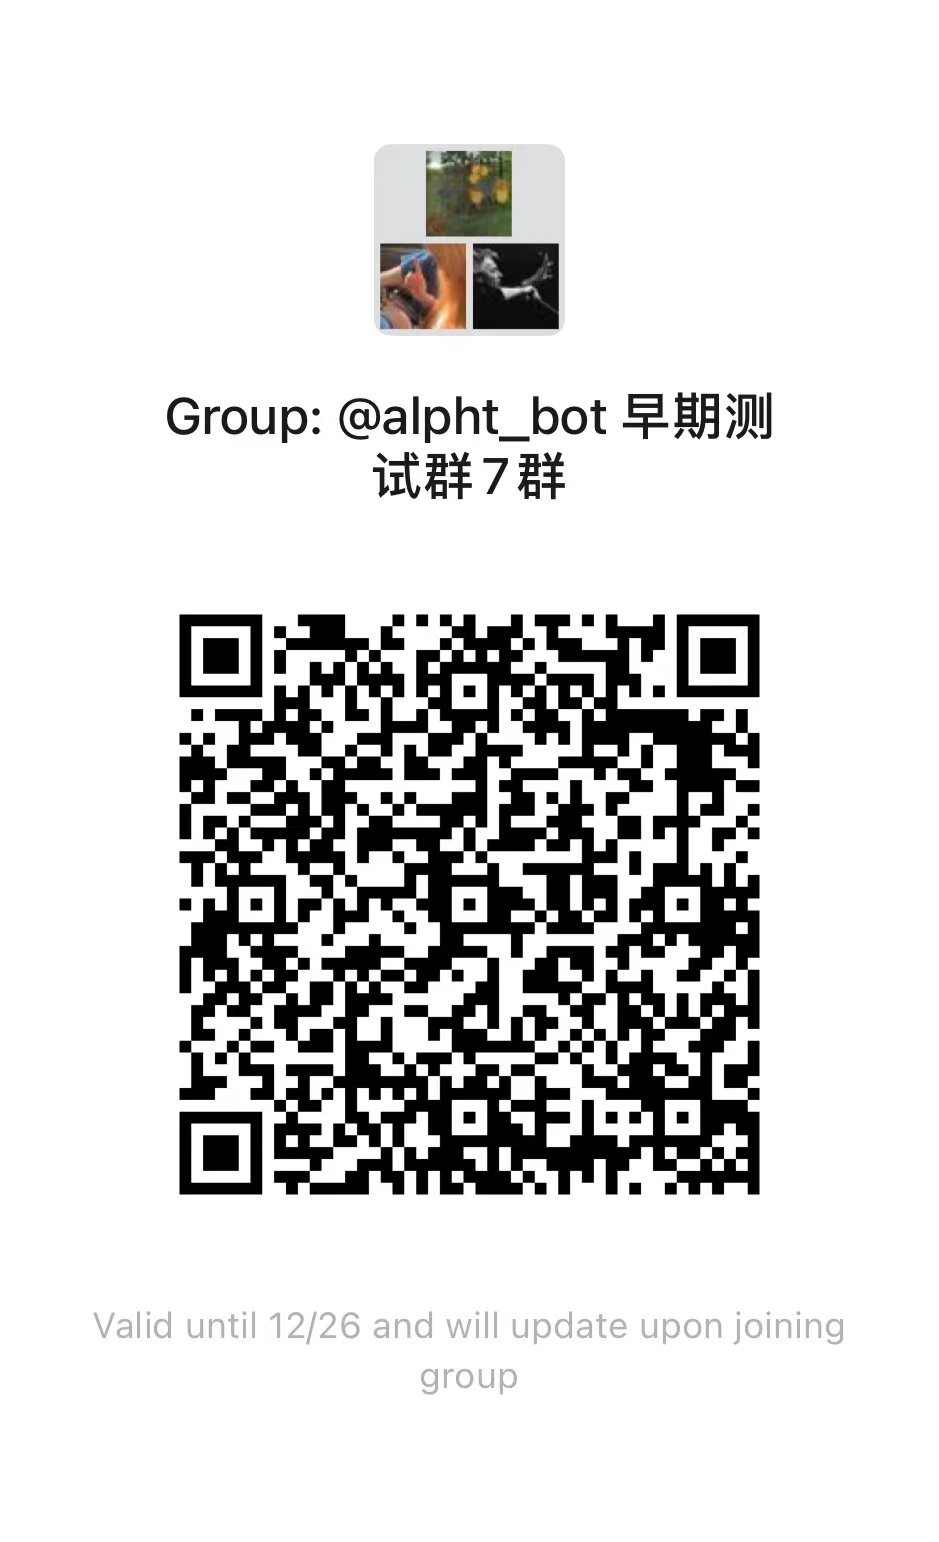 Group: @alpht_bot 早期测
试群7群
Valid until 12/26 and will update upon joining
group